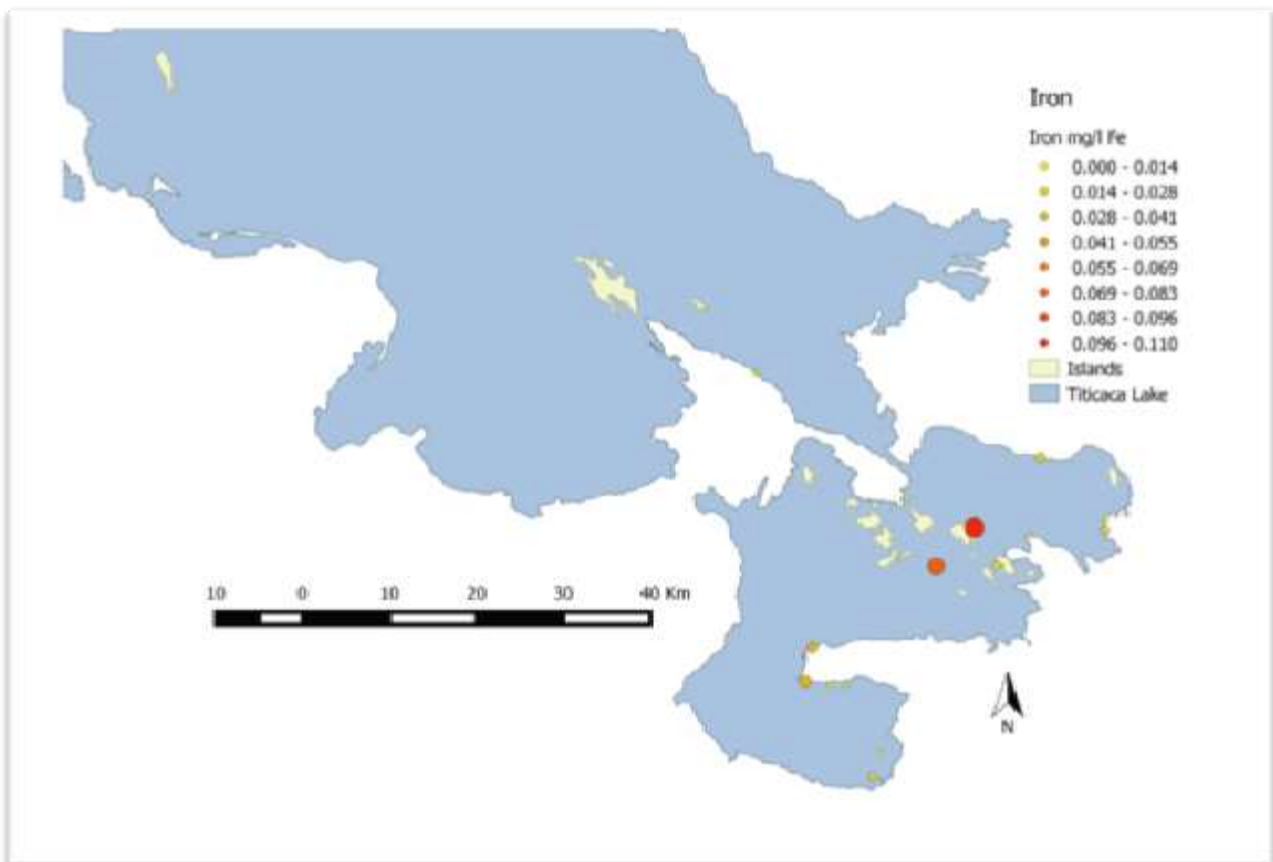 Iron
Iron mg/l fe
0.000 - 0.014
0.014 - 0.028
0.028 - 0.041
0.041 - 0.055
0.055 - 0.069
0.069 - 0.083
0.083 - 0.096
0.096 - 0.110
Islands
Titicaca Lake
10 0 10 20 30 40 Km
N